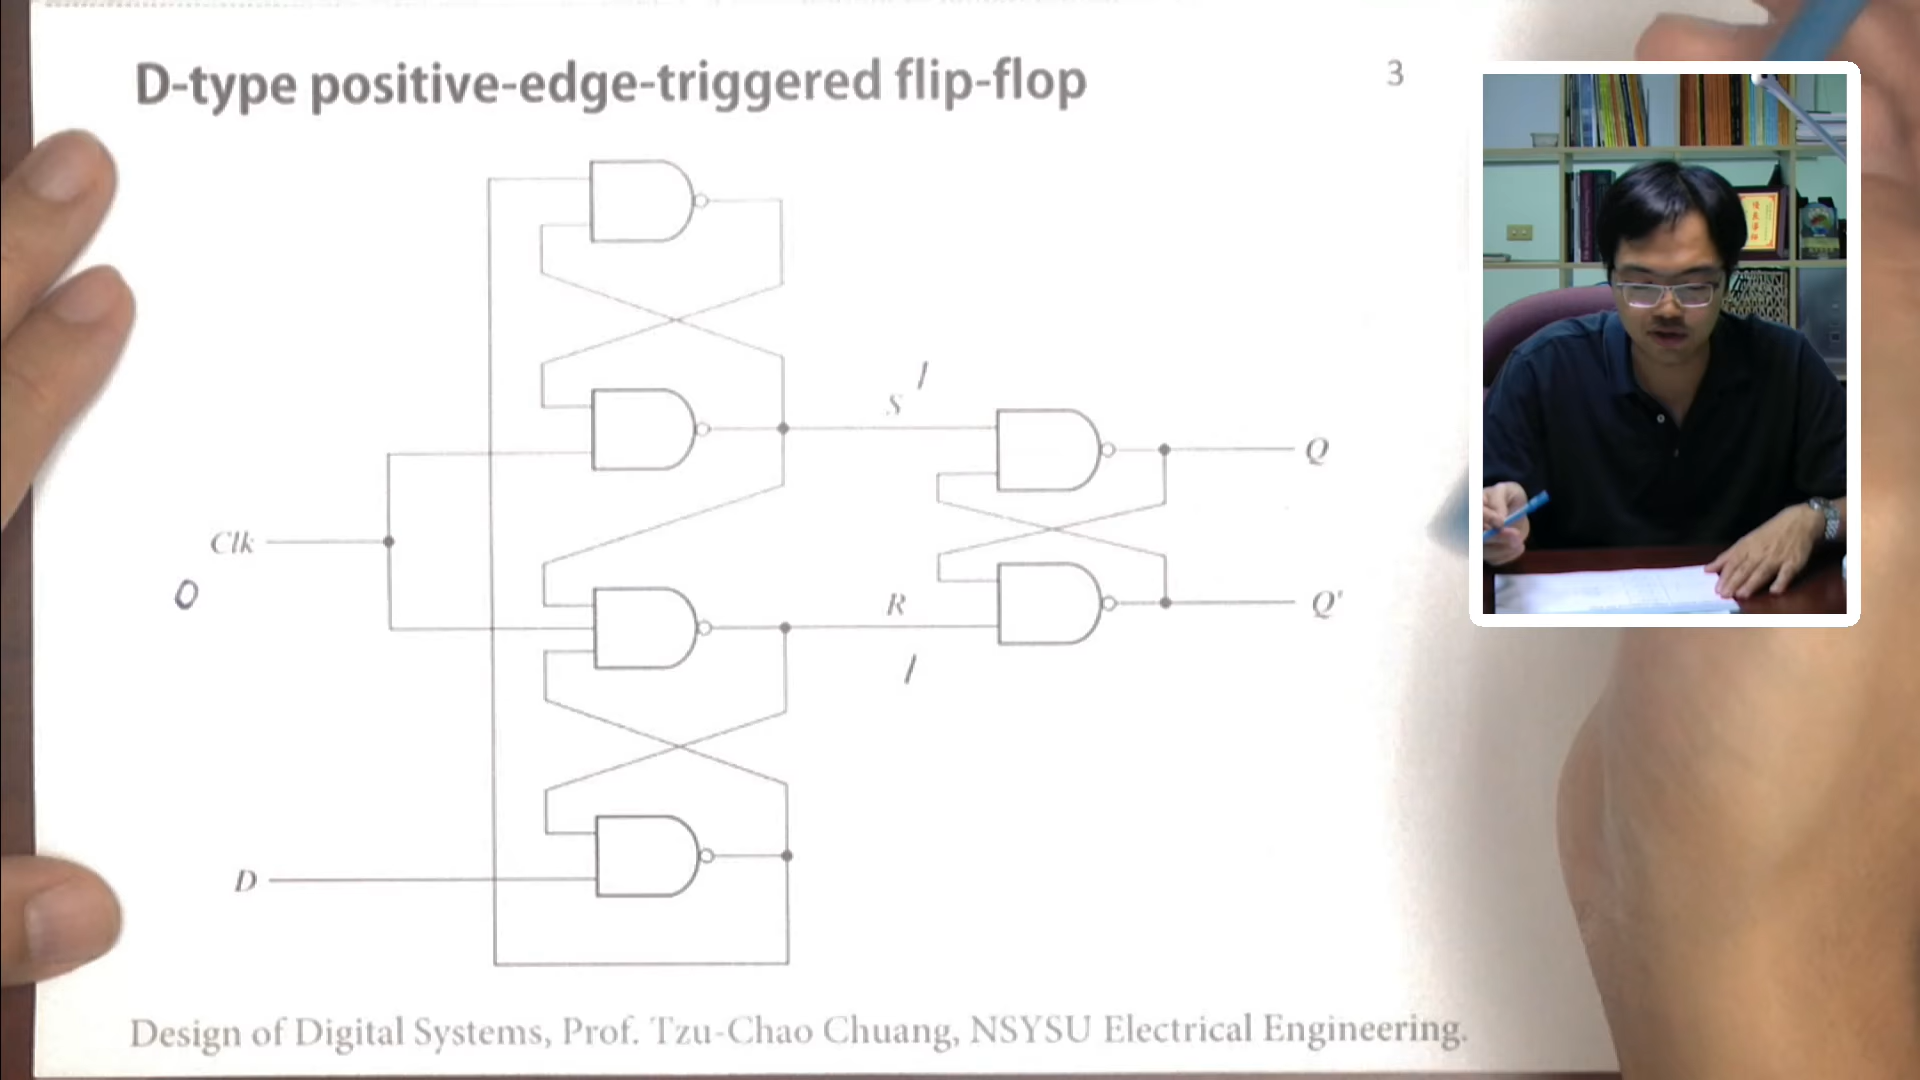 D-type positive-edge-triggered flip-flop
3
1
S
Q
Clk
0
R
Q'
1
D
Design of Digital Systems, Prof. Tzu-Chao Chuang, NSYSU Electrical Engineering.